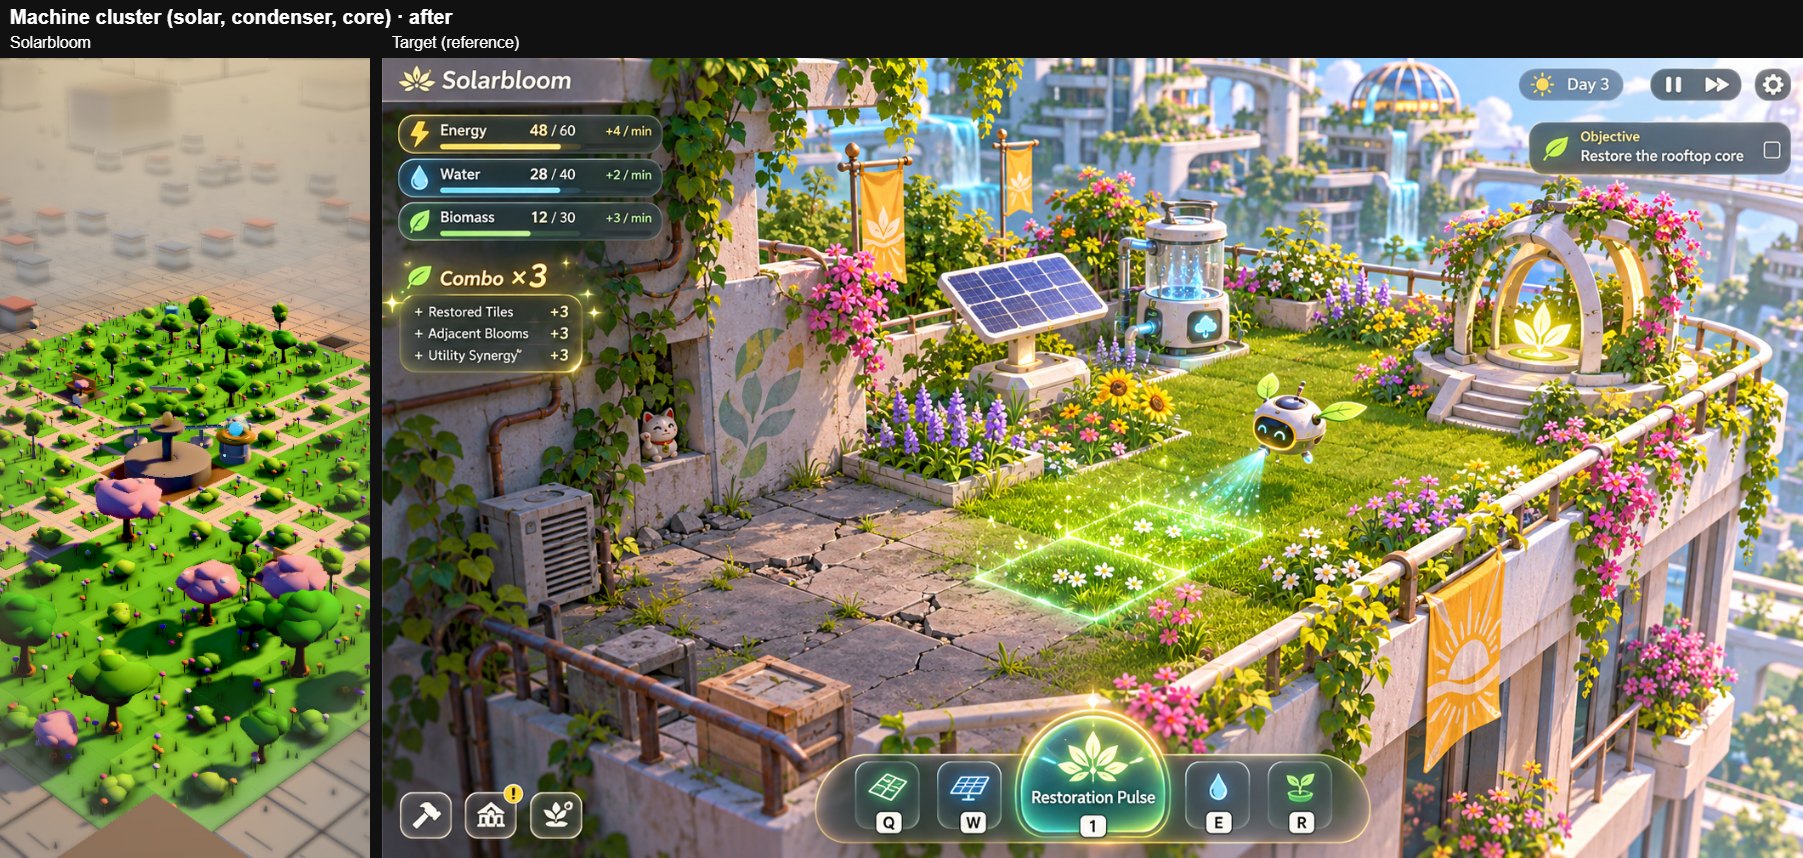 Machine cluster (solar, condenser, core) · after
Solarbloom
Target (reference)
Solarbloom
Energy 48 / 60 +4 / min
Water 28 / 40 +2 / min
Biomass 12 / 30 +3 / min
Combo ×3
+ Restored Tiles +3
+ Adjacent Blooms +3
+ Utility Synergy +3
Day 3
Objective
Restore the rooftop core
!
Restoration Pulse
Q
W
1
E
R